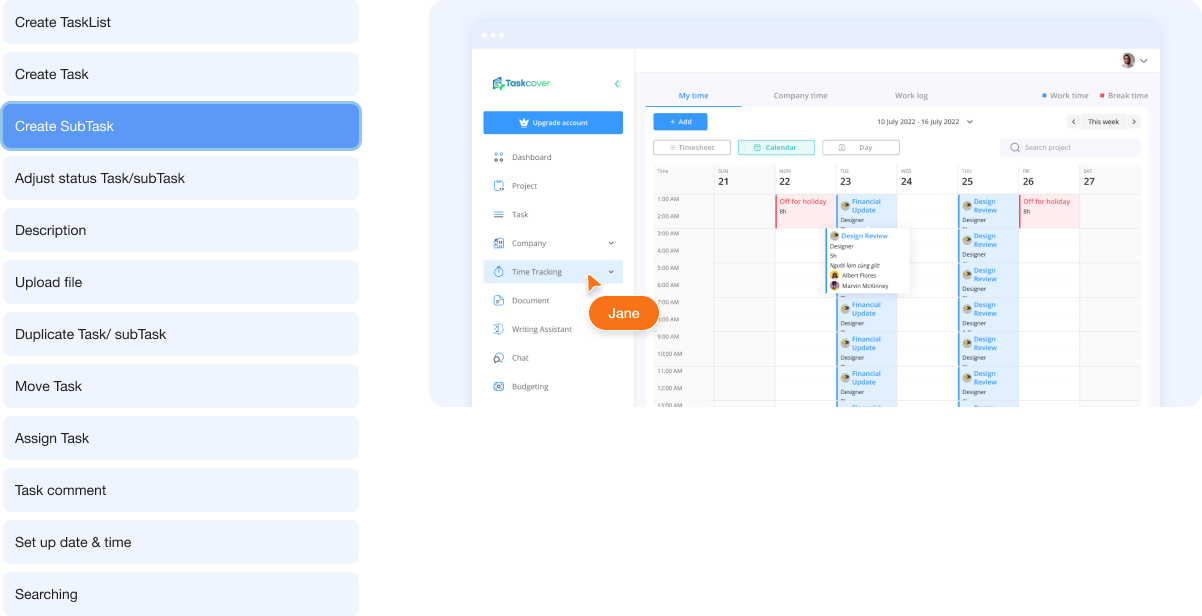 Create TaskList
Create Task
Create SubTask
Adjust status Task/subTask
Description
Upload file
Duplicate Task/ subTask
Move Task
Assign Task
Task comment
Set up date & time
Searching
Taskcover
Upgrade account
Dashboard
Project
Task
Company
Time Tracking
Jane
Document
Writing Assistant
Chat
Budgeting
My time
Company time
Work log
Work time
Break time
+ Add
10 July 2022 - 16 July 2022
This week
Timesheet
Calendar
Day
Search project
Time
SUN
21
MON
22
TUE
23
WED
24
THU
25
FRI
26
SAT
27
1:00 AM
2:00 AM
3:00 AM
4:00 AM
5:00 AM
6:00 AM
7:00 AM
8:00 AM
9:00 AM
10:00 AM
11:00 AM
12:00 AM
13:00 AM
Off for holiday
8h
Financial
Update
Designer
Design Review
Designer
5h
Albert Flores
Marvin McKinney
Financial
Update
Designer
Financial
Update
Designer
Financial
Update
Designer
Financial
Design
Review
Designer
Design
Review
Designer
Design
Review
Designer
Design
Review
Designer
Design
Review
Designer
Design
Review
Designer
Off for holiday
8h